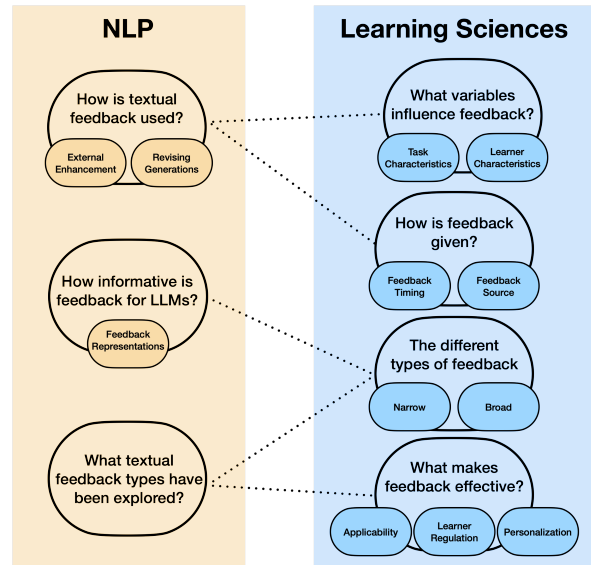 NLP
How is textual
feedback used?
External
Enhancement
Revising
Generations
How informative is
feedback for LLMs?
Feedback
Representations
What textual
feedback types have
been explored?
Learning Sciences
What variables
influence feedback?
Task
Characteristics
Learner
Characteristics
How is feedback
given?
Feedback
Timing
Feedback
Source
The different
types of feedback
Narrow
Broad
What makes
feedback effective?
Applicability
Learner
Regulation
Personalization